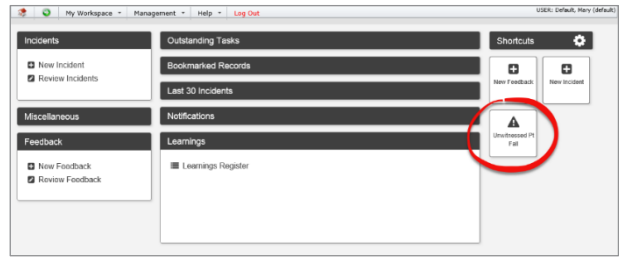 My Workspace Management Help Log Out USER: Default, Mary (default)
Incidents
New Incident
Review Incidents
Miscellaneous
Feedback
New Feedback
Review Feedback
Outstanding Tasks
Bookmarked Records
Last 30 Incidents
Notifications
Learnings
Learnings Register
Shortcuts
New Feedback
New Incident
Unwitnessed Pt
Fall